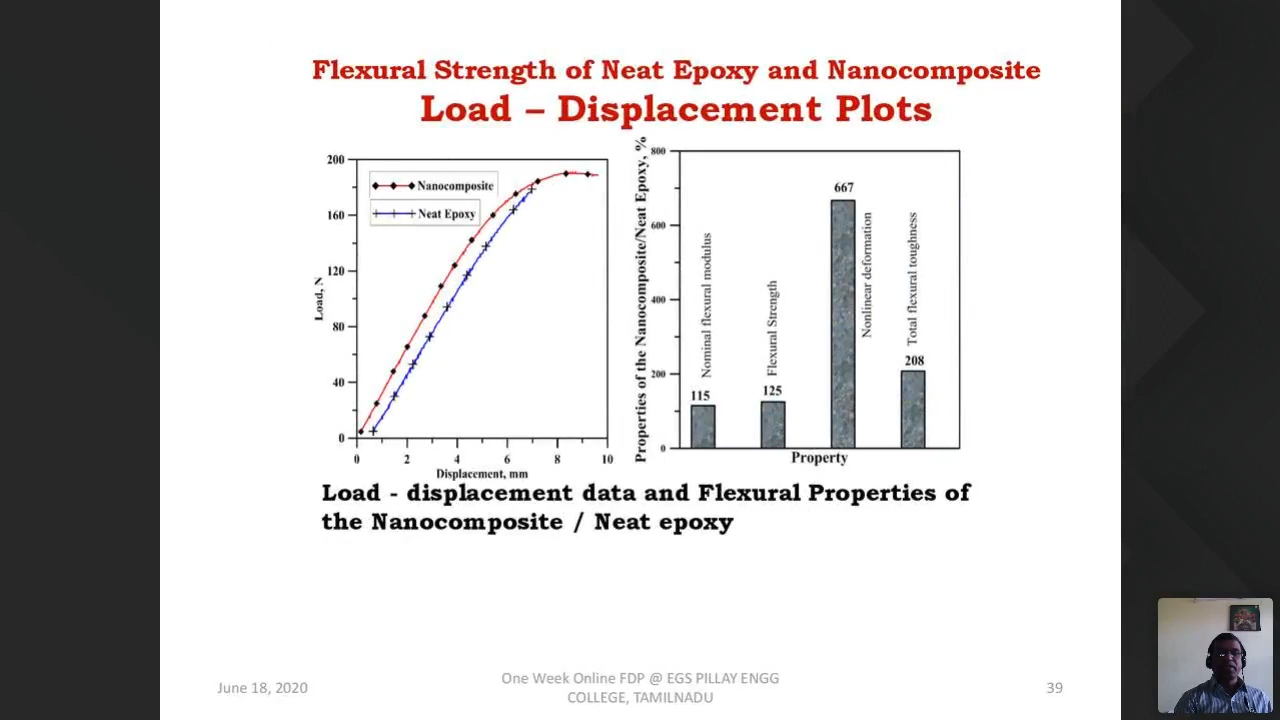 Flexural Strength of Neat Epoxy and Nanocomposite
Load – Displacement Plots
200
160
120
80
40
0
Load, N
Nanocomposite
Neat Epoxy
0 2 4 6 8 10
Displacement, mm
Properties of the Nanocomposite/Neat Epoxy, %
800
600
400
200
0
Nominal flexural modulus
115
Flexural Strength
125
667
Nonlinear deformation
Total flexural toughness
208
Property
Load - displacement data and Flexural Properties of
the Nanocomposite / Neat epoxy
June 18, 2020
One Week Online FDP @ EGS PILLAY ENGG
COLLEGE, TAMILNADU
39